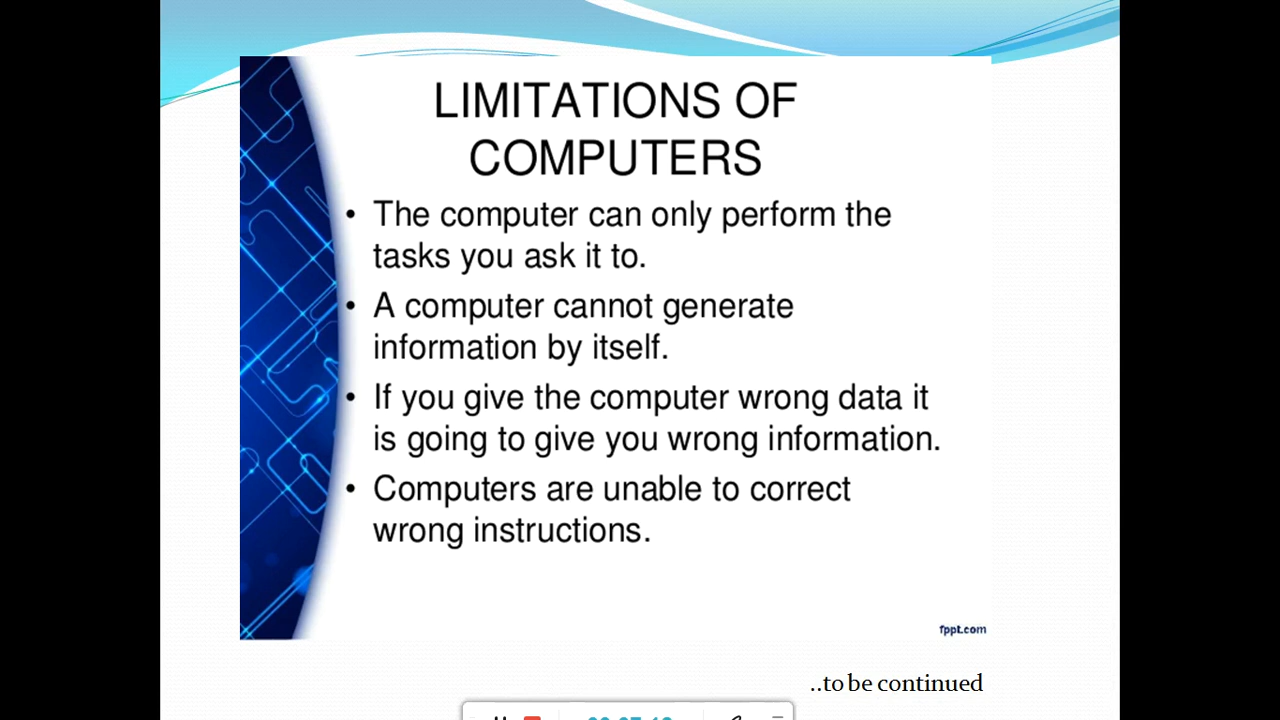 LIMITATIONS OF
COMPUTERS
• The computer can only perform the
tasks you ask it to.
• A computer cannot generate
information by itself.
• If you give the computer wrong data it
is going to give you wrong information.
• Computers are unable to correct
wrong instructions.
fppt.com
..to be continued